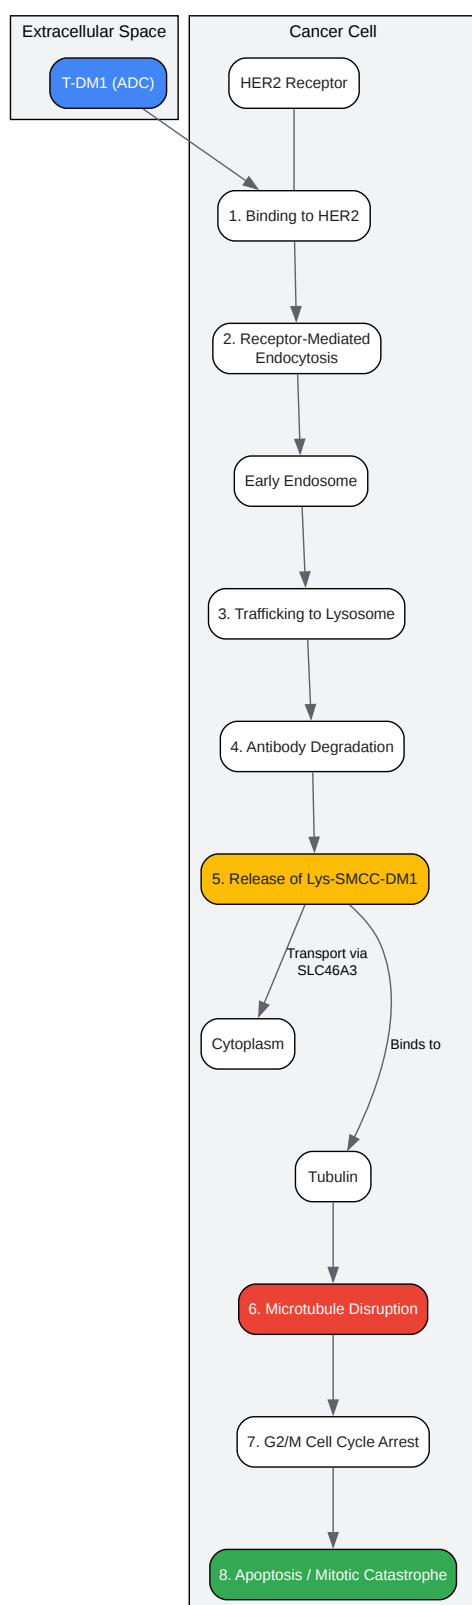 Extracellular Space
Cancer Cell
T-DM1 (ADC)
HER2 Receptor
1. Binding to HER2
2. Receptor-Mediated
Endocytosis
Early Endosome
3. Trafficking to Lysosome
4. Antibody Degradation
5. Release of Lys-SMCC-DM1
Transport via
SLC46A3
Cytoplasm
Binds to
Tubulin
6. Microtubule Disruption
7. G2/M Cell Cycle Arrest
8. Apoptosis / Mitotic Catastrophe